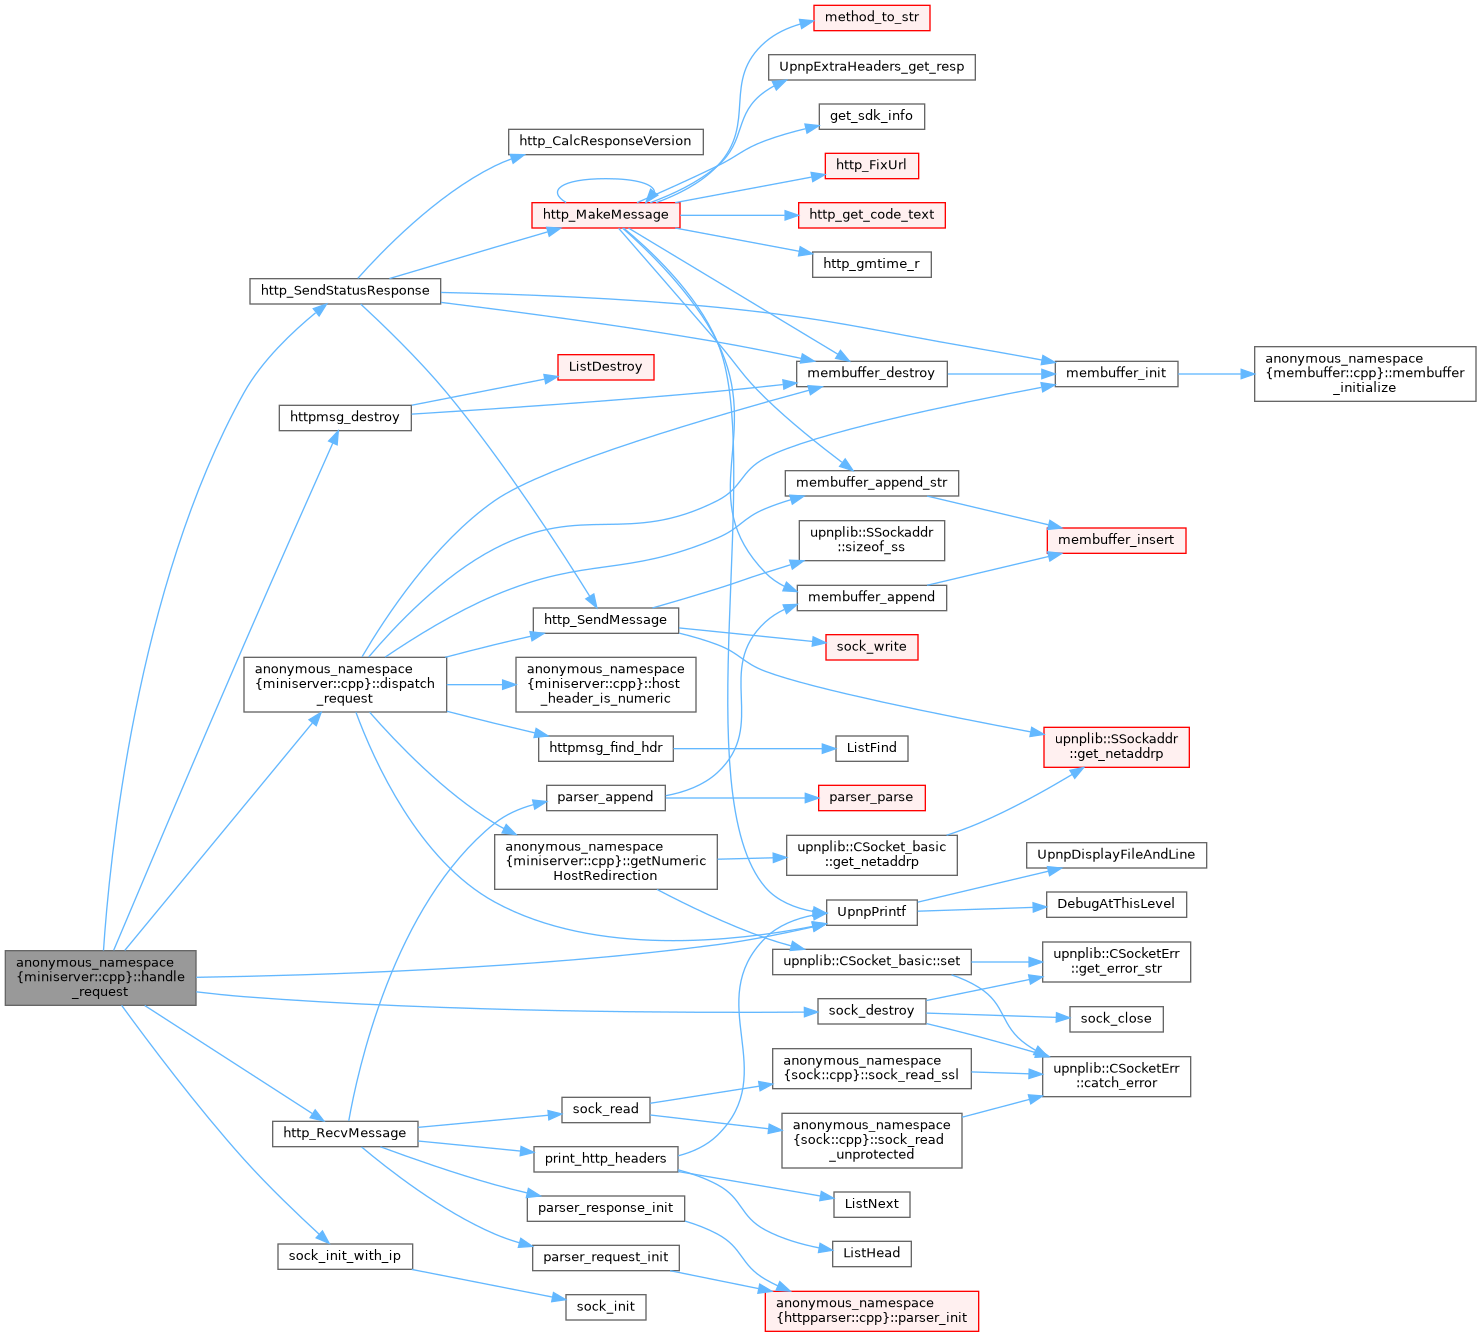 method_to_str
UpnpExtraHeaders_get_resp
get_sdk_info
http_CalcResponseVersion
http_FixUrl
http_MakeMessage
http_get_code_text
http_gmtime_r
http_SendStatusResponse
ListDestroy
membuffer_destroy
membuffer_init
anonymous_namespace
{membuffer::cpp}::membuffer
_initialize
httpmsg_destroy
membuffer_append_str
upnplib::SSockaddr
::sizeof_ss
membuffer_insert
membuffer_append
http_SendMessage
sock_write
anonymous_namespace
{miniserver::cpp}::dispatch
_request
anonymous_namespace
{miniserver::cpp}::host
_header_is_numeric
httpmsg_find_hdr
ListFind
upnplib::SSockaddr
::get_netaddrp
parser_append
parser_parse
anonymous_namespace
{miniserver::cpp}::getNumeric
HostRedirection
upnplib::CSocket_basic
::get_netaddrp
UpnpDisplayFileAndLine
UpnpPrintf
DebugAtThisLevel
anonymous_namespace
{miniserver::cpp}::handle
_request
upnplib::CSocket_basic::set
upnplib::CSocketErr
::get_error_str
sock_destroy
sock_close
anonymous_namespace
{sock::cpp}::sock_read_ssl
upnplib::CSocketErr
::catch_error
sock_read
http_RecvMessage
anonymous_namespace
{sock::cpp}::sock_read
_unprotected
print_http_headers
ListNext
parser_response_init
ListHead
sock_init_with_ip
parser_request_init
sock_init
anonymous_namespace
{httpparser::cpp}::parser_init